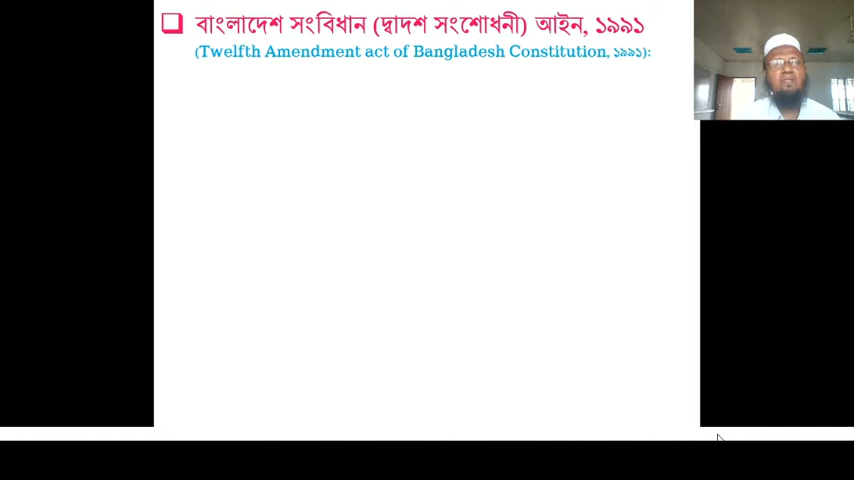 বাংলাদেশ সংবিধান (দ্বাদশ সংশোধনী) আইন, ১৯৯১
(Twelfth Amendment act of Bangladesh Constitution, ১৯৯১):